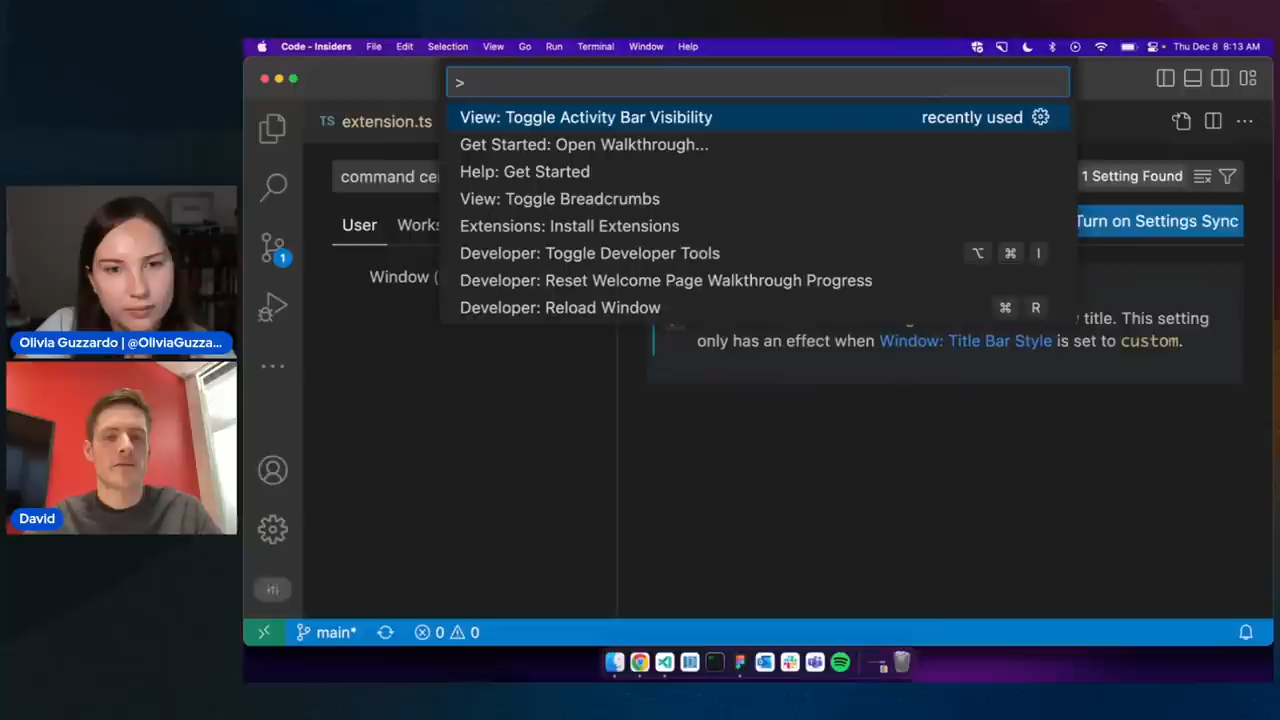 Code - Insiders File Edit Selection View Go Run Terminal Window Help Thu Dec 8 8:13 AM
>
TS extension.ts
View: Toggle Activity Bar Visibility recently used
Get Started: Open Walkthrough...
Help: Get Started
View: Toggle Breadcrumbs
Extensions: Install Extensions
Developer: Toggle Developer Tools ⌥ ⌘ I
Developer: Reset Welcome Page Walkthrough Progress
Developer: Reload Window ⌘ R
command ce
1 Setting Found
User Works
Turn on Settings Sync
Window (
title. This setting
only has an effect when Window: Title Bar Style is set to custom.
1
Olivia Guzzardo | @OliviaGuzza...
David
main* 0 0